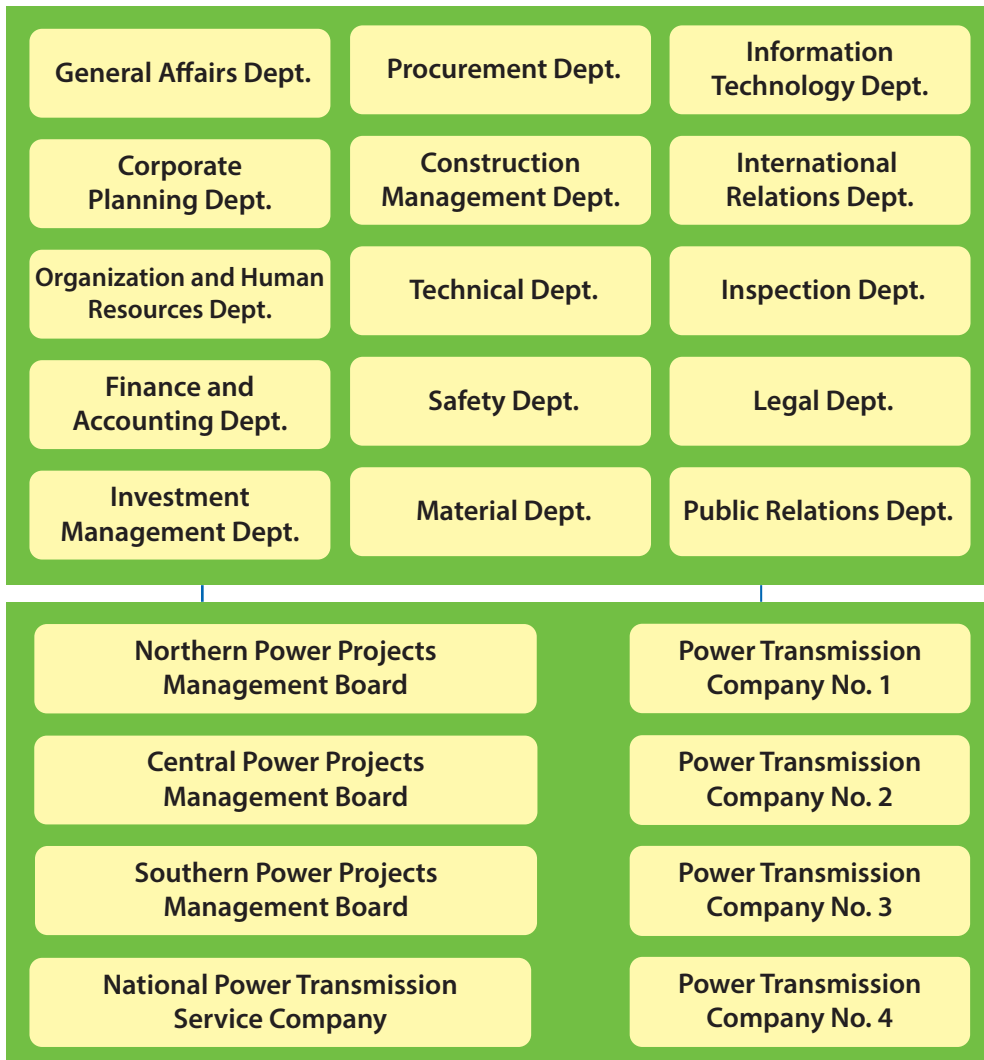 General Affairs Dept.
Procurement Dept.
Information
Technology Dept.
Corporate
Planning Dept.
Construction
Management Dept.
International
Relations Dept.
Organization and Human
Resources Dept.
Technical Dept.
Inspection Dept.
Finance and
Accounting Dept.
Safety Dept.
Legal Dept.
Investment
Management Dept.
Material Dept.
Public Relations Dept.
Northern Power Projects
Management Board
Power Transmission
Company No. 1
Central Power Projects
Management Board
Power Transmission
Company No. 2
Southern Power Projects
Management Board
Power Transmission
Company No. 3
National Power Transmission
Service Company
Power Transmission
Company No. 4